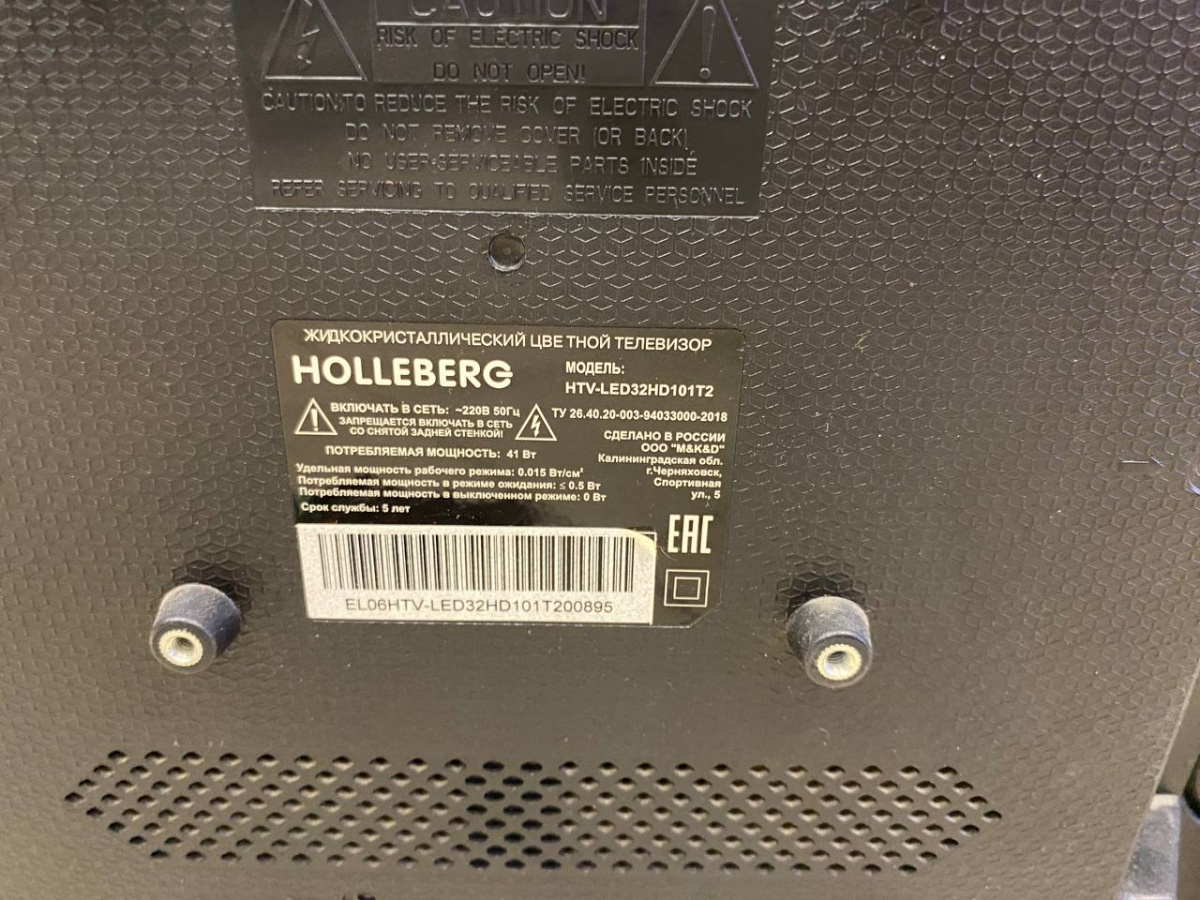 CAUTION
RISK OF ELECTRIC SHOCK
DO NOT OPEN!
CAUTION:TO REDUCE THE RISK OF ELECTRIC SHOCK
DO NOT REMOVE COVER (OR BACK)
NO USER-SERVICEABLE PARTS INSIDE
REFER SERVICING TO QUALIFIED SERVICE PERSONNEL
ЖИДКОКРИСТАЛЛИЧЕСКИЙ ЦВЕ ТНОЙ ТЕЛЕВИЗОР
HOLLEBERG
МОДЕЛЬ:
HTV-LED32HD101T2
ВКЛЮЧАТЬ В СЕТЬ: ~220В 50Гц
ЗАПРЕЩАЕТСЯ ВКЛЮЧАТЬ В СЕТЬ
СО СНЯТОЙ ЗАДНЕЙ СТЕНКОЙ!
ТУ 26.40.20-003-94033000-2018
ПОТРЕБЛЯЕМАЯ МОЩНОСТЬ: 41 Вт
СДЕЛАНО В РОССИИ
ООО "M&K&D"
Калининградская обл.
г.Черняховск,
Спортивная
ул., 5
Удельная мощность рабочего режима: 0.015 Вт/см²
Потребляемая мощность в режиме ожидания: ≤ 0.5 Вт
Потребляемая мощность в выключенном режиме: 0 Вт
Срок службы: 5 лет
EAC
EL06HTV-LED32HD101T200895